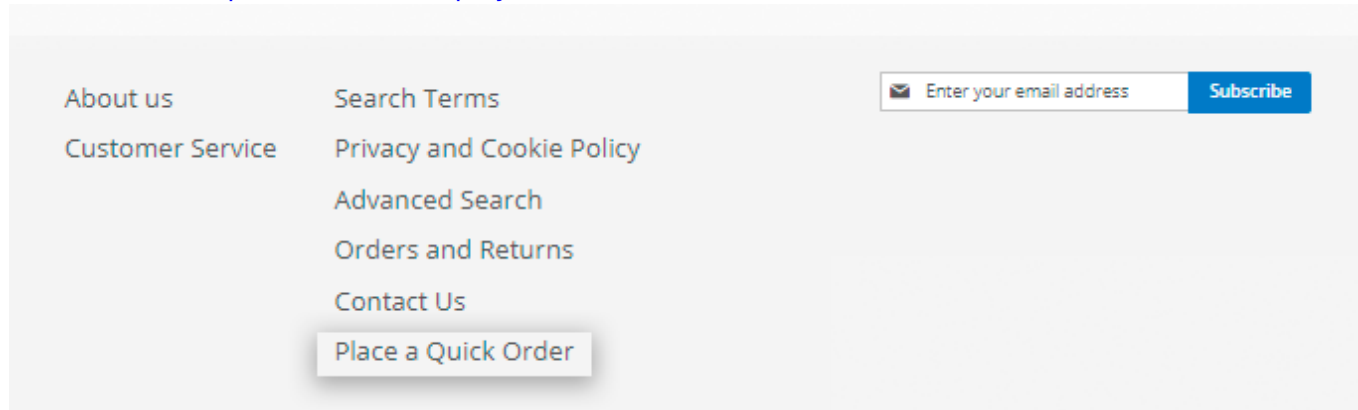 About us
Customer Service
Search Terms
Privacy and Cookie Policy
Advanced Search
Orders and Returns
Contact Us
Place a Quick Order
Enter your email address
Subscribe